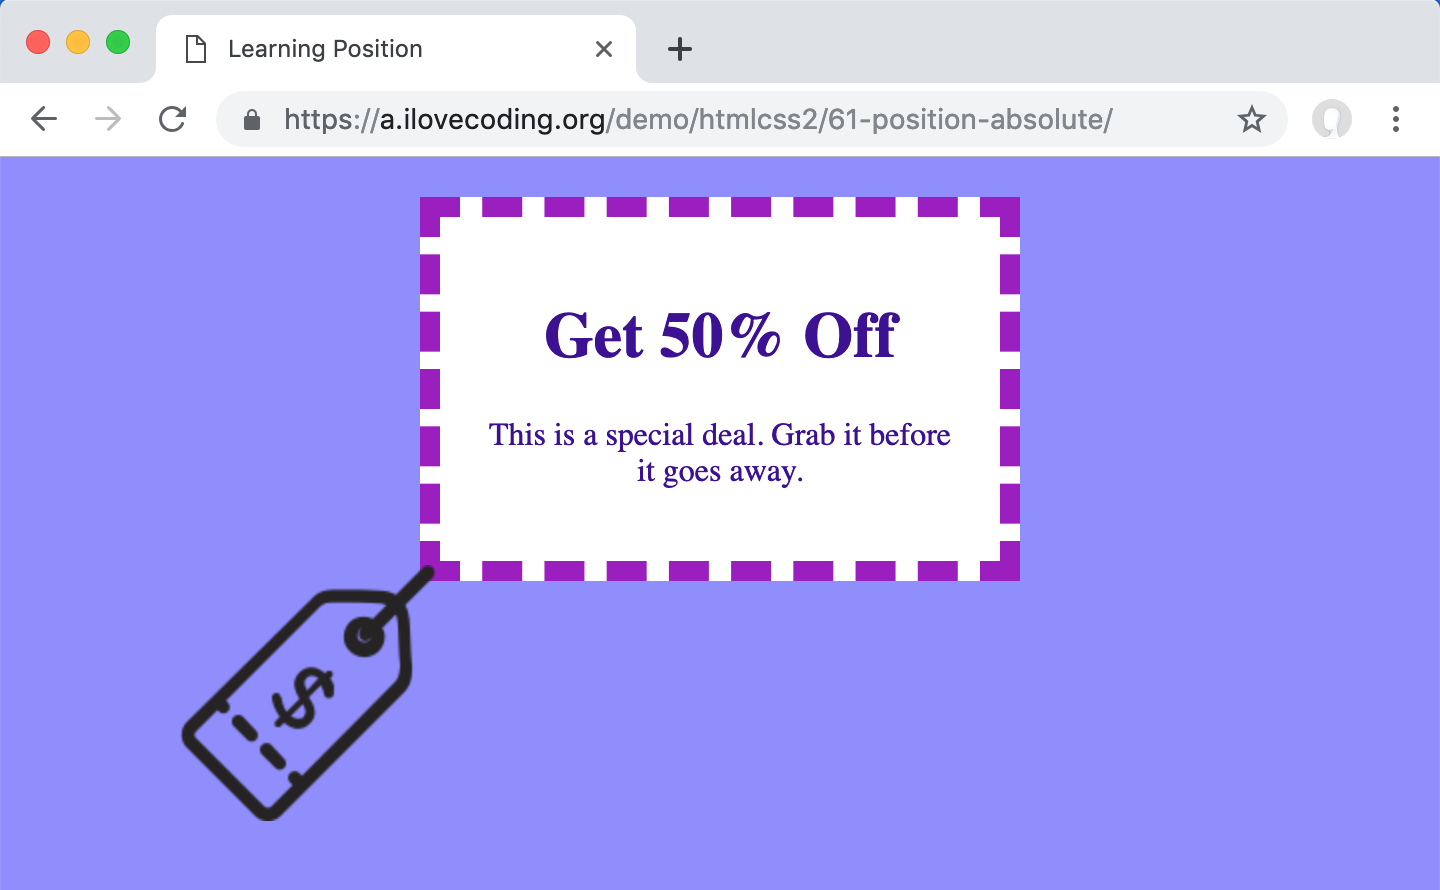 Learning Position
https://a.ilovecoding.org/demo/htmlcss2/61-position-absolute/
Get 50% Off
This is a special deal. Grab it before
it goes away.
$